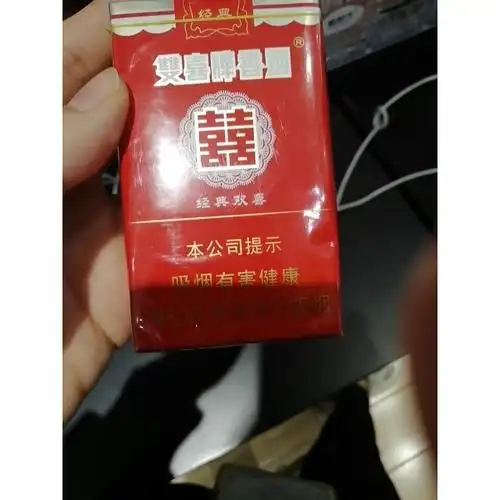 经典
雙喜牌香烟®
囍
经典欢喜
本公司提示
吸烟有害健康